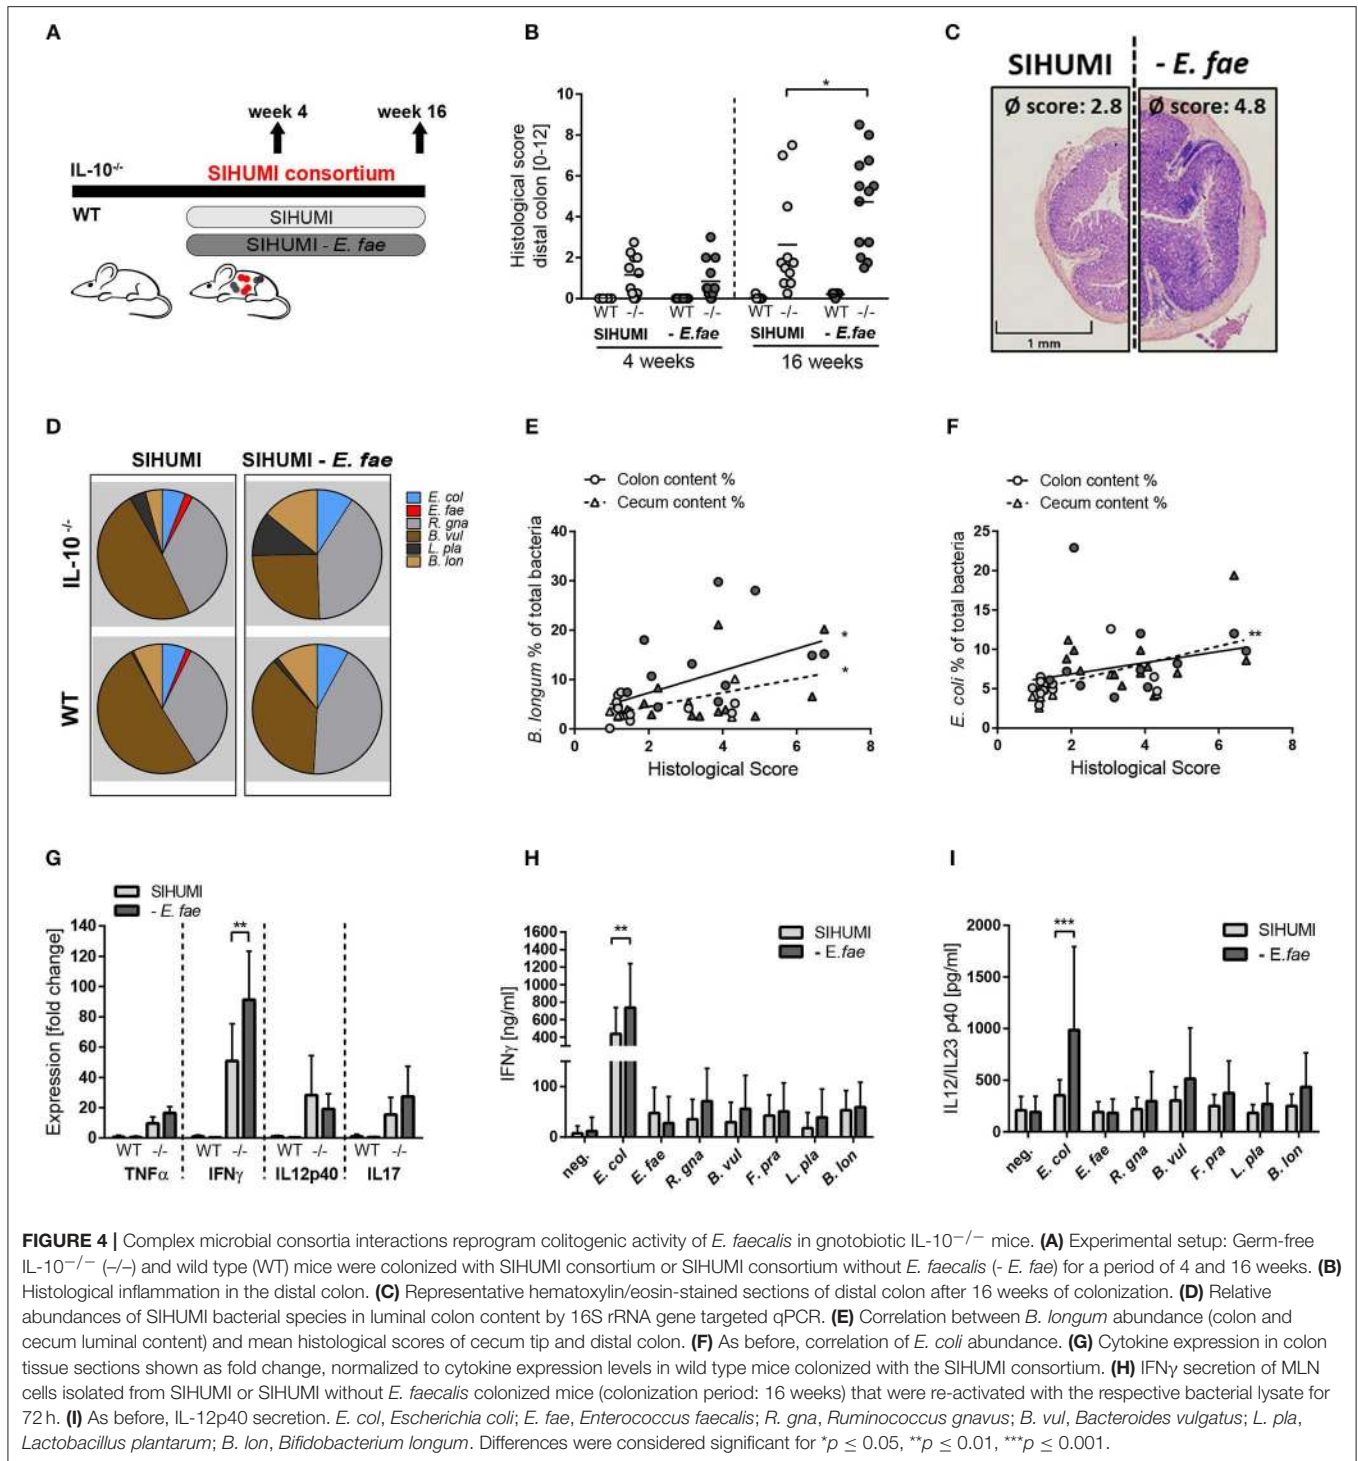 A
week 4
week 16
IL-10-/-
SIHUMI consortium
WT
SIHUMI
SIHUMI - E. fae
B
Histological score
distal colon [0-12]
10
8
6
4
2
0
*
WT -/- WT -/- WT -/- WT -/-
SIHUMI - E.fae SIHUMI - E.fae
4 weeks 16 weeks
C
SIHUMI - E. fae
Ø score: 2.8 Ø score: 4.8
1 mm
D
SIHUMI SIHUMI - E. fae
IL-10 -/-
WT
E. col
E. fae
R. gna
B. vul
L. pla
B. lon
E
Colon content %
Cecum content %
B. longum % of total bacteria
40
30
20
10
0
*
*
0 2 4 6 8
Histological Score
F
Colon content %
Cecum content %
E. coli % of total bacteria
25
20
15
10
5
0
**
0 2 4 6 8
Histological Score
G
SIHUMI
- E. fae
Expression [fold change]
140
120
100
80
60
40
20
0
**
WT -/- WT -/- WT -/- WT -/-
TNFα IFNγ IL12p40 IL17
H
SIHUMI
- E.fae
IFNγ [ng/ml]
1600
1400
1200
1000
800
600
400
100
0
**
neg. E. col E. fae R. gna B. vul F. pra L. pla B. lon
I
SIHUMI
- E.fae
IL12/IL23 p40 [pg/ml]
2000
1500
1000
500
0
***
neg. E. col E. fae R. gna B. vul F. pra L. pla B. lon
FIGURE 4 | Complex microbial consortia interactions reprogram colitogenic activity of E. faecalis in gnotobiotic IL-10−/− mice. (A) Experimental setup: Germ-free
IL-10−/− (–/–) and wild type (WT) mice were colonized with SIHUMI consortium or SIHUMI consortium without E. faecalis (- E. fae) for a period of 4 and 16 weeks. (B)
Histological inflammation in the distal colon. (C) Representative hematoxylin/eosin-stained sections of distal colon after 16 weeks of colonization. (D) Relative
abundances of SIHUMI bacterial species in luminal colon content by 16S rRNA gene targeted qPCR. (E) Correlation between B. longum abundance (colon and
cecum luminal content) and mean histological scores of cecum tip and distal colon. (F) As before, correlation of E. coli abundance. (G) Cytokine expression in colon
tissue sections shown as fold change, normalized to cytokine expression levels in wild type mice colonized with the SIHUMI consortium. (H) IFNγ secretion of MLN
cells isolated from SIHUMI or SIHUMI without E. faecalis colonized mice (colonization period: 16 weeks) that were re-activated with the respective bacterial lysate for
72 h. (I) As before, IL-12p40 secretion. E. col, Escherichia coli; E. fae, Enterococcus faecalis; R. gna, Ruminococcus gnavus; B. vul, Bacteroides vulgatus; L. pla,
Lactobacillus plantarum; B. lon, Bifidobacterium longum. Differences were considered significant for *p ≤ 0.05, **p ≤ 0.01, ***p ≤ 0.001.